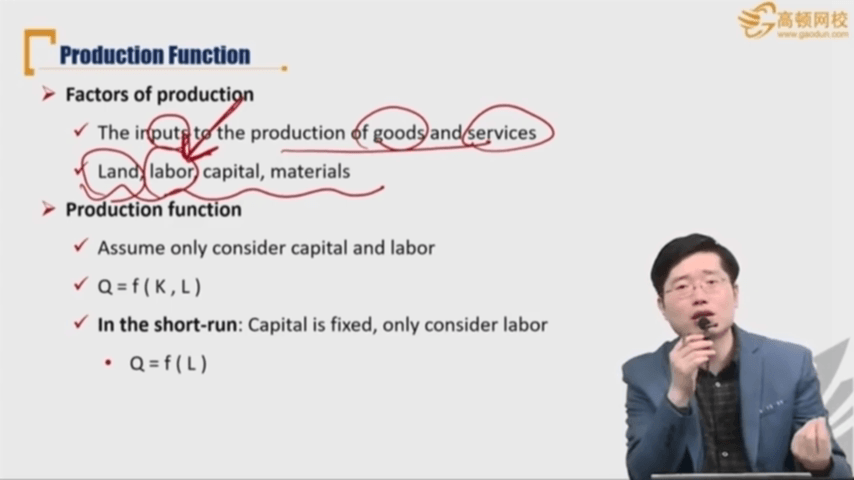 高顿网校
www.gaodun.com
Production Function
Factors of production
The inputs to the production of goods and services
Land, labor, capital, materials
Production function
Assume only consider capital and labor
Q = f ( K , L )
In the short-run: Capital is fixed, only consider labor
Q = f ( L )